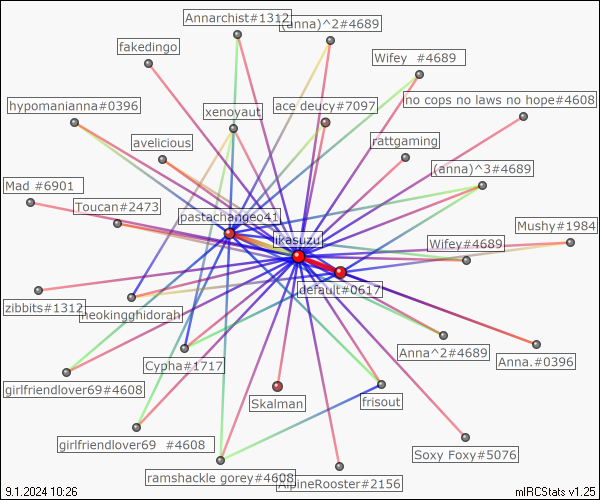 Annarchist#1312
(anna)^2#4689
fakedingo
Wifey  #4689
hypomanianna#0396
xenoyaut
ace deucy#7097
no cops no laws no hope#4608
avelicious
rattgaming
(anna)^3#4689
Mad #6901
Toucan#2473
pastachangeo41
Mushy#1984
ikasuzu
Wifey#4689
default#0617
zibbits#1312
neokingghidorah
Anna^2#4689
Anna.#0396
Cypha#1717
girlfriendlover69#4608
Skalman
frisout
girlfriendlover69  #4608
Soxy Foxy#5076
ramshackle gorey#4608
AlpineRooster#2156
9.1.2024 10:26
mIRCStats v1.25